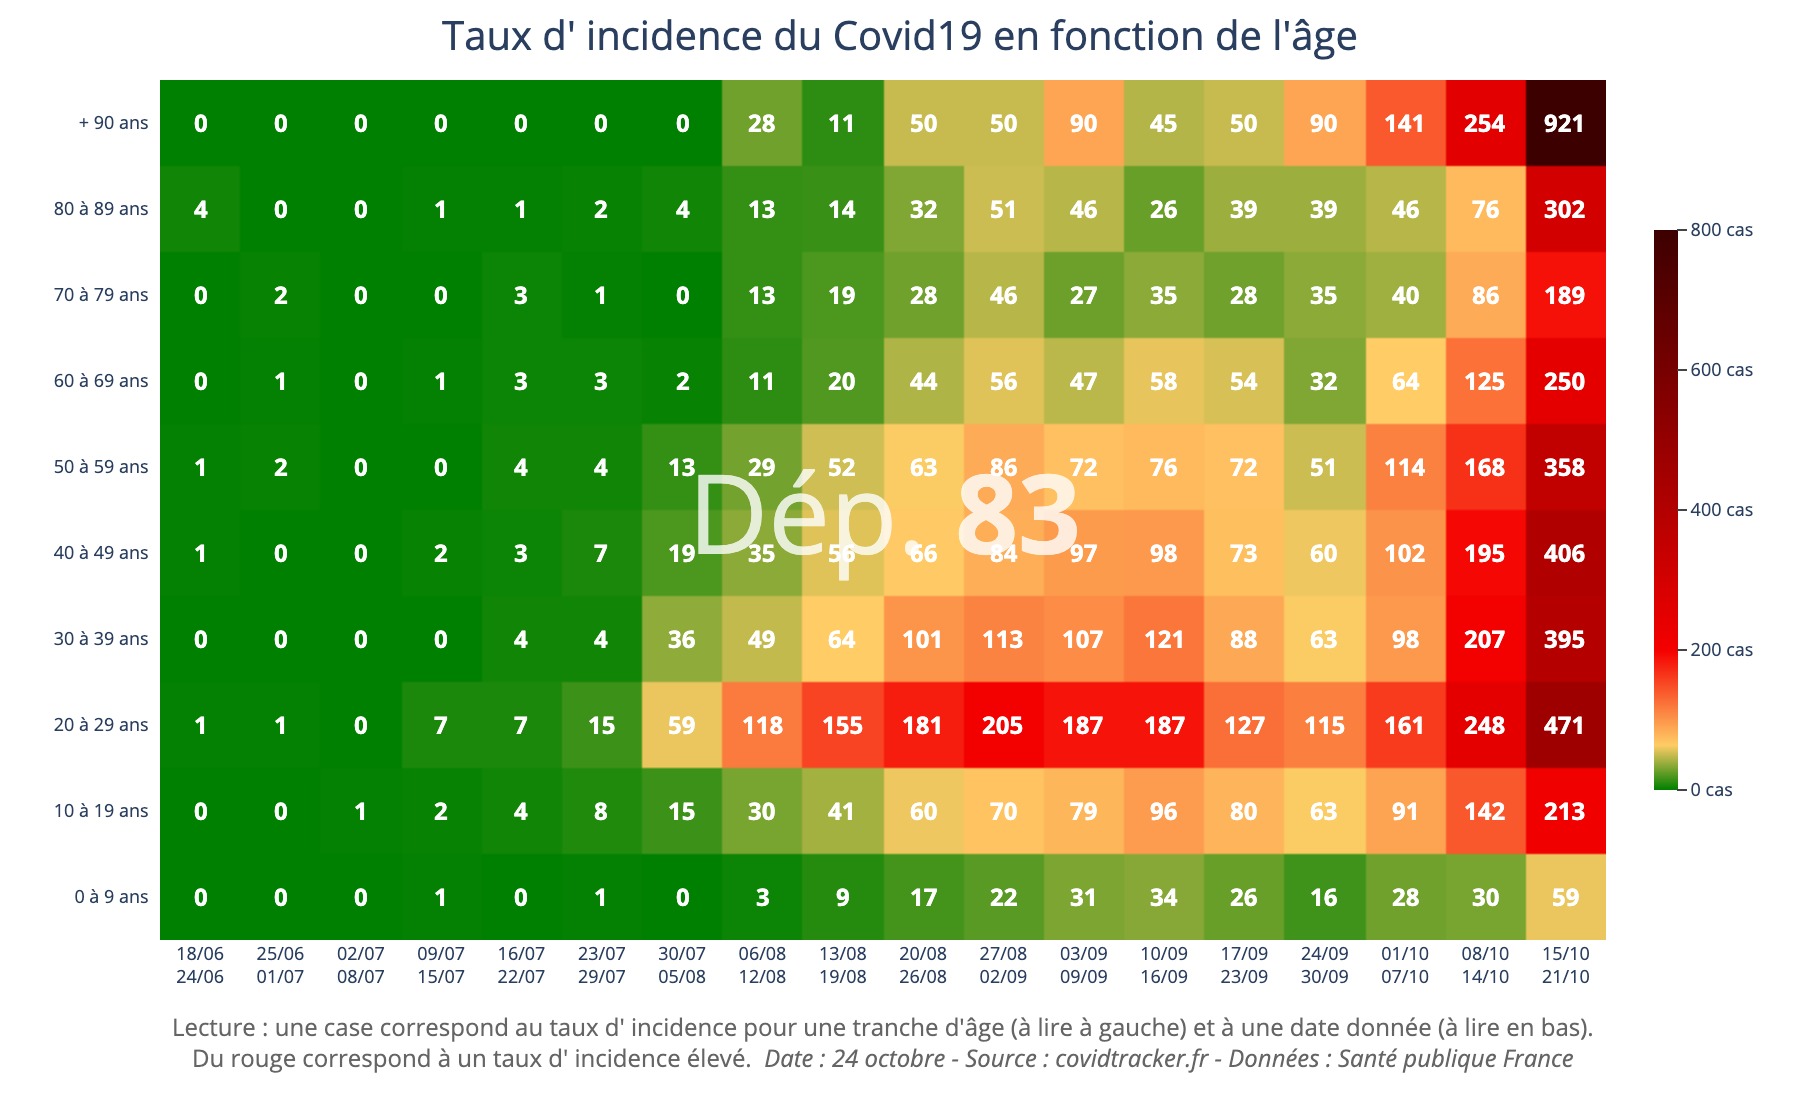 Taux d' incidence du Covid19 en fonction de l'âge
+ 90 ans 0 0 0 0 0 0 0 28 11 50 50 90 45 50 90 141 254 921
80 à 89 ans 4 0 0 1 1 2 4 13 14 32 51 46 26 39 39 46 76 302
70 à 79 ans 0 2 0 0 3 1 0 13 19 28 46 27 35 28 35 40 86 189
60 à 69 ans 0 1 0 1 3 3 2 11 20 44 56 47 58 54 32 64 125 250
50 à 59 ans 1 2 0 0 4 4 13 29 52 63 86 72 76 72 51 114 168 358
Dép. 83
40 à 49 ans 1 0 0 2 3 7 19 35 56 66 84 97 98 73 60 102 195 406
30 à 39 ans 0 0 0 0 4 4 36 49 64 101 113 107 121 88 63 98 207 395
20 à 29 ans 1 1 0 7 7 15 59 118 155 181 205 187 187 127 115 161 248 471
10 à 19 ans 0 0 1 2 4 8 15 30 41 60 70 79 96 80 63 91 142 213
0 à 9 ans 0 0 0 1 0 1 0 3 9 17 22 31 34 26 16 28 30 59
18/06 25/06 02/07 09/07 16/07 23/07 30/07 06/08 13/08 20/08 27/08 03/09 10/09 17/09 24/09 01/10 08/10 15/10
24/06 01/07 08/07 15/07 22/07 29/07 05/08 12/08 19/08 26/08 02/09 09/09 16/09 23/09 30/09 07/10 14/10 21/10
800 cas
600 cas
400 cas
200 cas
0 cas
Lecture : une case correspond au taux d' incidence pour une tranche d'âge (à lire à gauche) et à une date donnée (à lire en bas).
Du rouge correspond à un taux d' incidence élevé. Date : 24 octobre - Source : covidtracker.fr - Données : Santé publique France